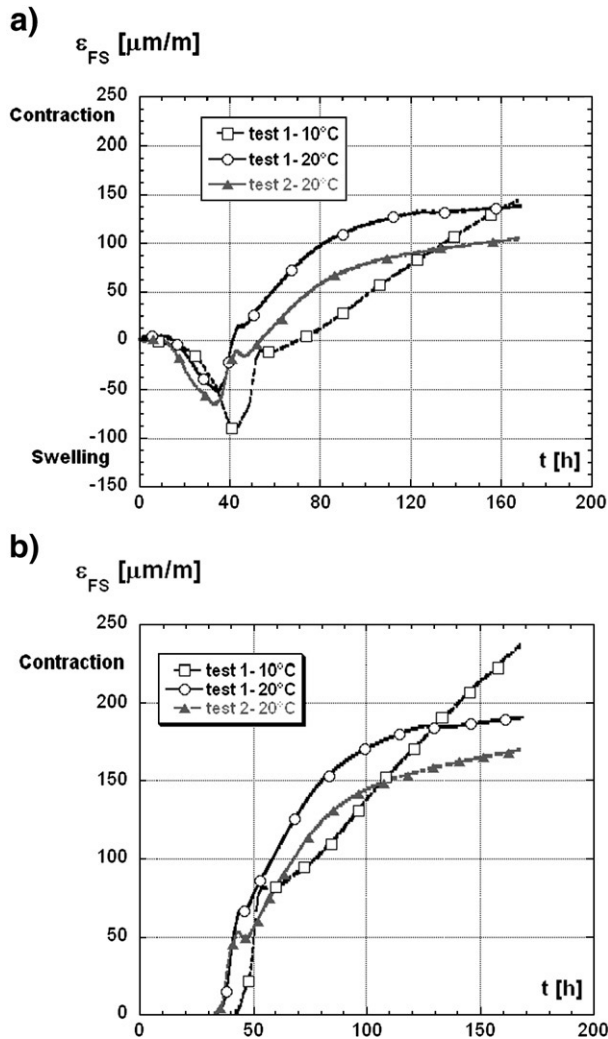 a)
ε_FS [μm/m]
Contraction
250
200
150
100
50
0
-50
-100
Swelling
-150
test 1- 10°C
test 1- 20°C
test 2- 20°C
t [h]
0 40 80 120 160 200
b)
ε_FS [μm/m]
250
Contraction
200
150
100
50
0
test 1- 10°C
test 1- 20°C
test 2- 20°C
t [h]
0 50 100 150 200